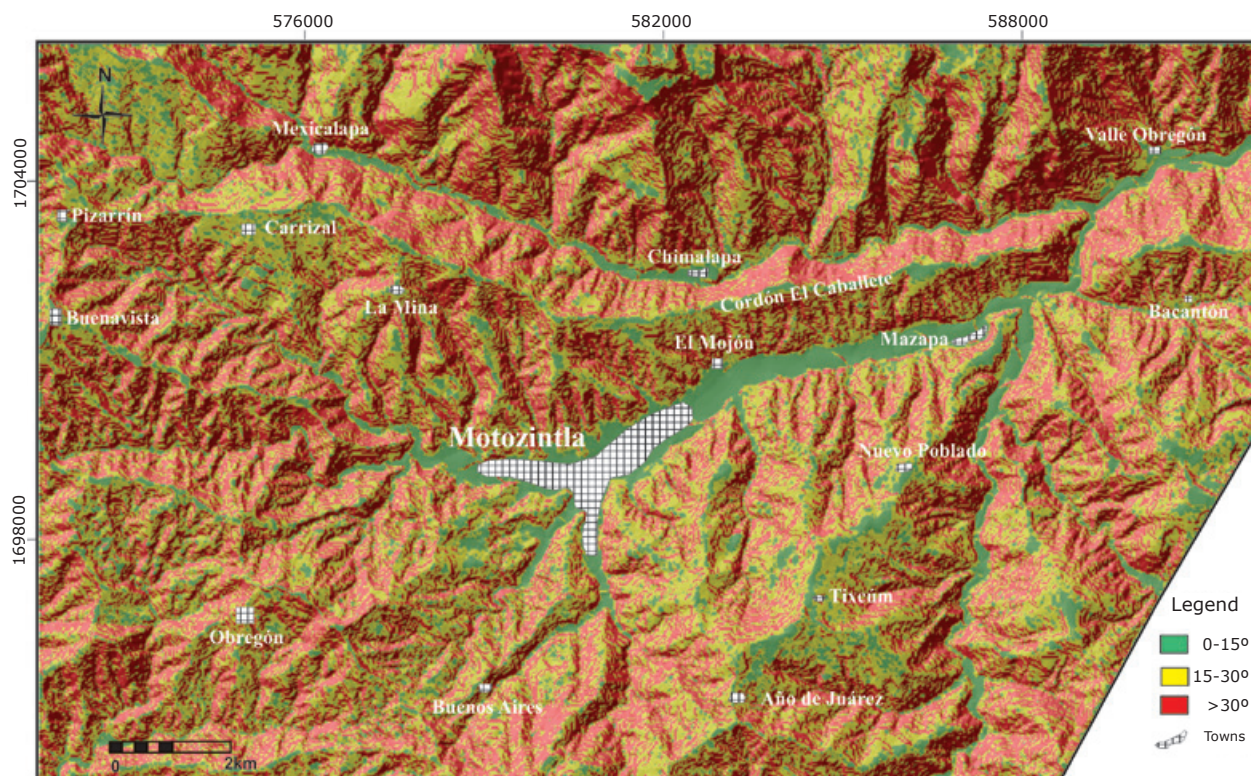 576000
582000
588000
N
Mexicalapa
Valle Obregón
1704000
Pizarrín
Carrizal
Chimalapa
Cordón El Caballete
La Mina
Bacantón
Buenavista
Mazapa
El Mojón
Motozintla
Nuevo Poblado
1698000
Tixcum
Legend
Obregón
0-15º
15-30º
Año de Juárez
Buenos Aires
>30º
Towns
0
2km